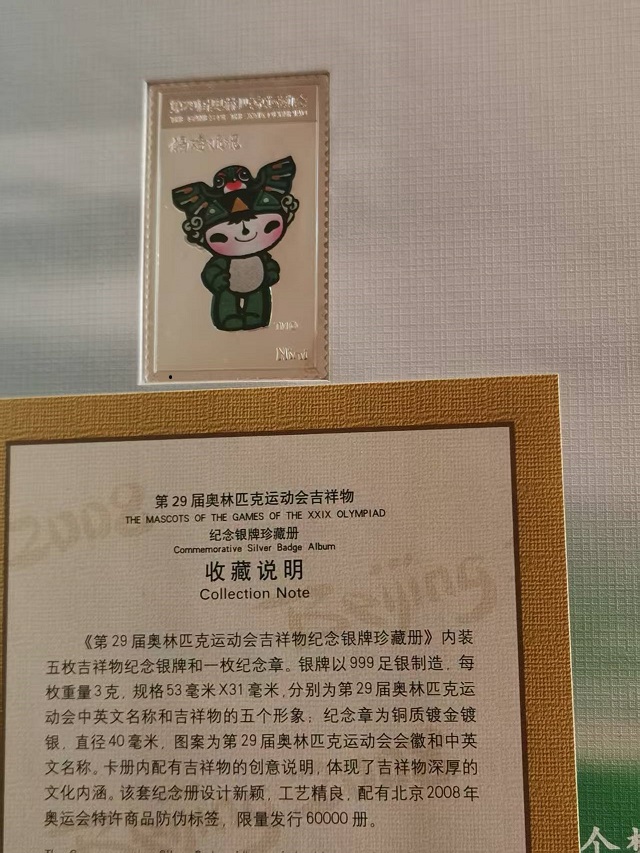 THE GAMES OF THE XXIX OLYMPIAD
Nini
第29届奥林匹克运动会吉祥物
THE MASCOTS OF THE GAMES OF THE XXIX OLYMPIAD
纪念银牌珍藏册
Commemorative Silver Badge Album
收藏说明
Collection Note
《第29届奥林匹克运动会吉祥物纪念银牌珍藏册》内装
五枚吉祥物纪念银牌和一枚纪念章。银牌以999足银制造，每
枚重量3克，规格53毫米X31毫米，分别为第29届奥林匹克运
动会中英文名称和吉祥物的五个形象；纪念章为铜质镀金镀
银，直径40毫米，图案为第29届奥林匹克运动会会徽和中英
文名称。卡册内配有吉祥物的创意说明，体现了吉祥物深厚的
文化内涵。该套纪念册设计新颖，工艺精良，配有北京2008年
奥运会特许商品防伪标签，限量发行60000册。